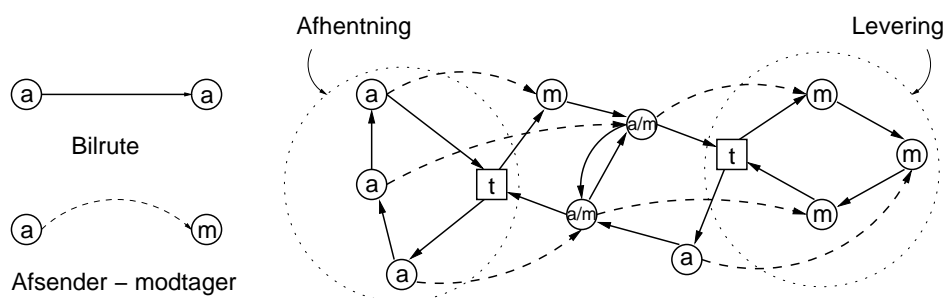 Afhentning
Levering
a a
Bilrute
a m
Afsender – modtager
a m m
a/m
a t t m
a/m m
a a